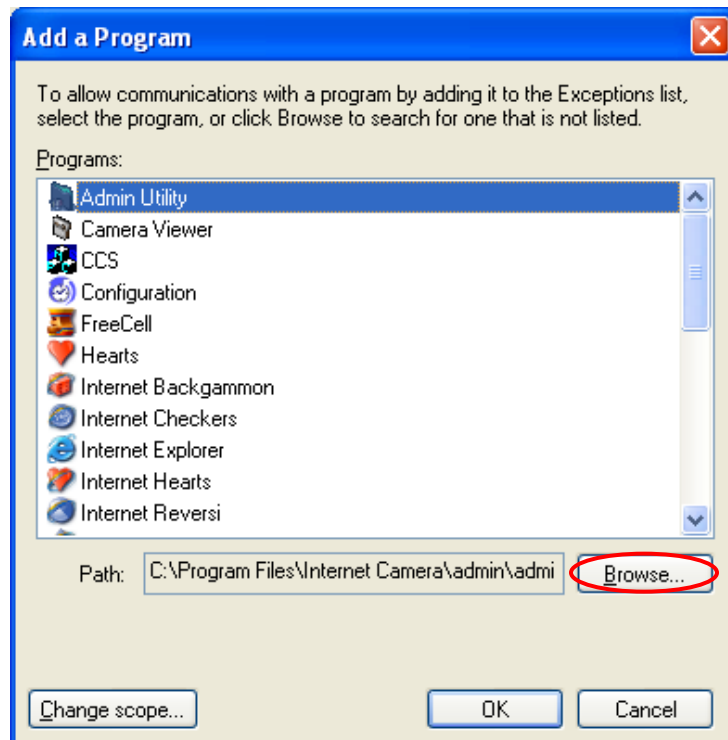 Add a Program
To allow communications with a program by adding it to the Exceptions list,
select the program, or click Browse to search for one that is not listed.
Programs:
Admin Utility
Camera Viewer
CCS
Configuration
FreeCell
Hearts
Internet Backgammon
Internet Checkers
Internet Explorer
Internet Hearts
Internet Reversi
Path: C:\Program Files\Internet Camera\admin\admi Browse...
Change scope... OK Cancel